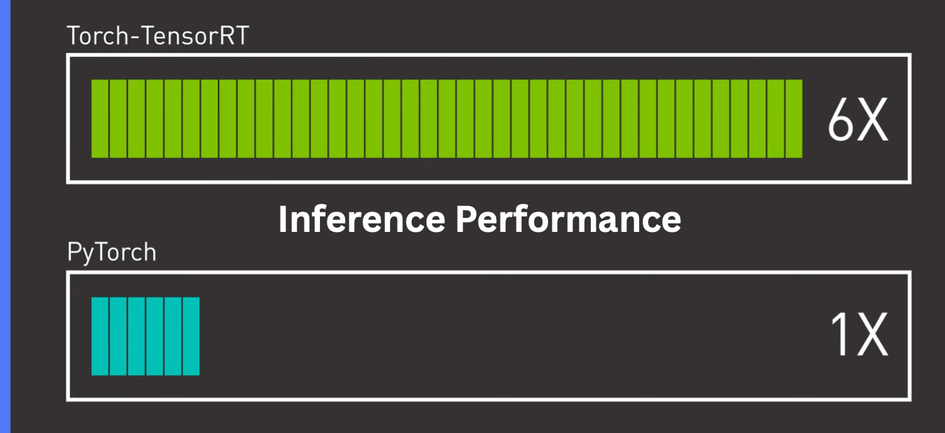 Torch-TensorRT
6X
Inference Performance
PyTorch
1X